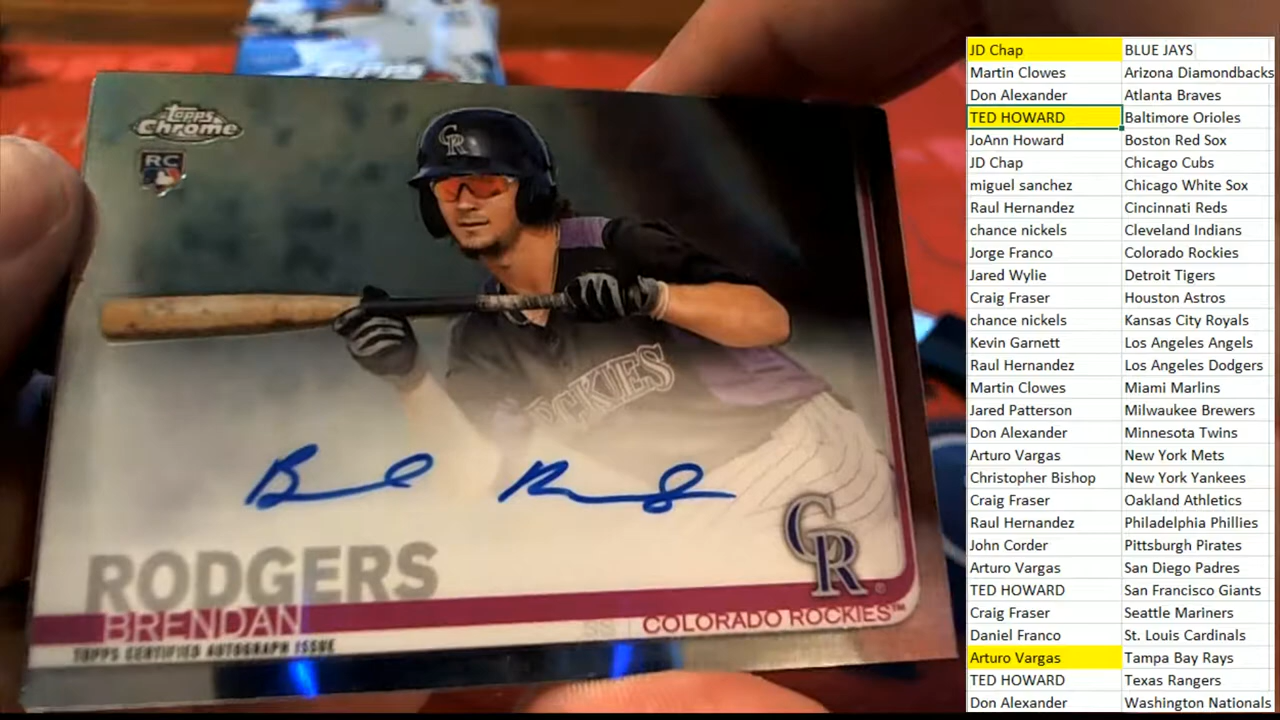 Topps
Chrome
RC
CR
ROCKIES
Brendan Rodgers
CR
RODGERS
BRENDAN
SS
COLORADO ROCKIES™
TOPPS CERTIFIED AUTOGRAPH ISSUE
JD Chap BLUE JAYS
Martin Clowes Arizona Diamondbacks
Don Alexander Atlanta Braves
TED HOWARD Baltimore Orioles
JoAnn Howard Boston Red Sox
JD Chap Chicago Cubs
miguel sanchez Chicago White Sox
Raul Hernandez Cincinnati Reds
chance nickels Cleveland Indians
Jorge Franco Colorado Rockies
Jared Wylie Detroit Tigers
Craig Fraser Houston Astros
chance nickels Kansas City Royals
Kevin Garnett Los Angeles Angels
Raul Hernandez Los Angeles Dodgers
Martin Clowes Miami Marlins
Jared Patterson Milwaukee Brewers
Don Alexander Minnesota Twins
Arturo Vargas New York Mets
Christopher Bishop New York Yankees
Craig Fraser Oakland Athletics
Raul Hernandez Philadelphia Phillies
John Corder Pittsburgh Pirates
Arturo Vargas San Diego Padres
TED HOWARD San Francisco Giants
Craig Fraser Seattle Mariners
Daniel Franco St. Louis Cardinals
Arturo Vargas Tampa Bay Rays
TED HOWARD Texas Rangers
Don Alexander Washington Nationals